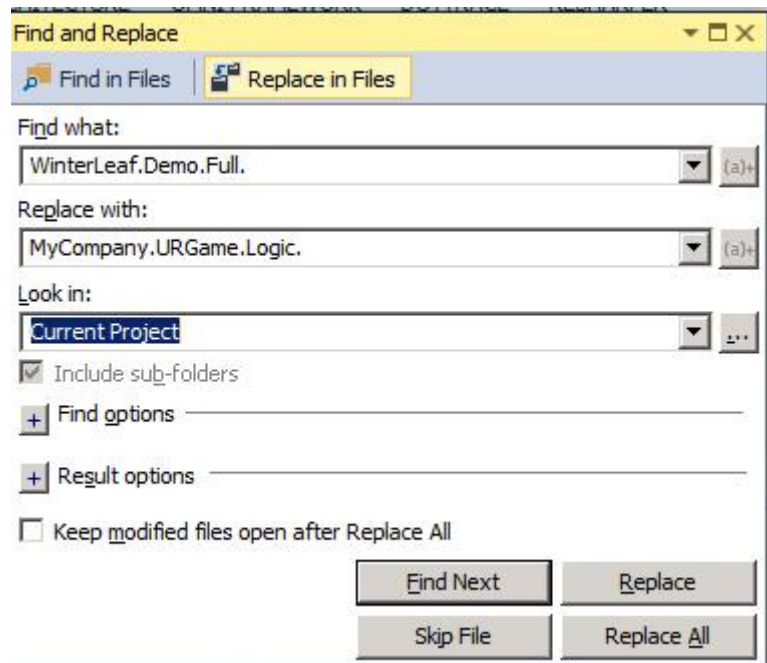 Find and Replace
Find in Files
Replace in Files
Find what:
WinterLeaf.Demo.Full.
(a)+
Replace with:
MyCompany.URGame.Logic.
(a)+
Look in:
Current Project
...
Include sub-folders
+ Find options
+ Result options
Keep modified files open after Replace All
Find Next
Replace
Skip File
Replace All